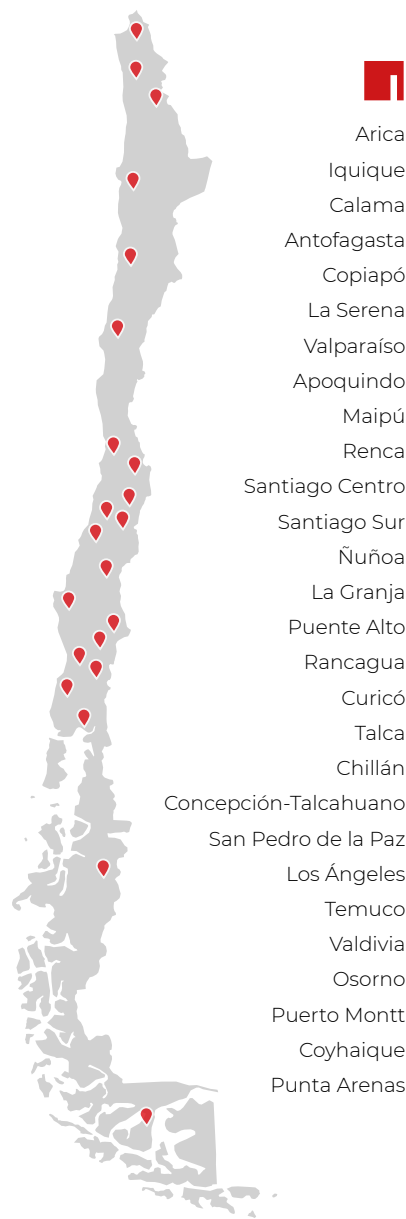 Arica
Iquique
Calama
Antofagasta
Copiapó
La Serena
Valparaíso
Apoquindo
Maipú
Renca
Santiago Centro
Santiago Sur
Ñuñoa
La Granja
Puente Alto
Rancagua
Curicó
Talca
Chillán
Concepción-Talcahuano
San Pedro de la Paz
Los Ángeles
Temuco
Valdivia
Osorno
Puerto Montt
Coyhaique
Punta Arenas